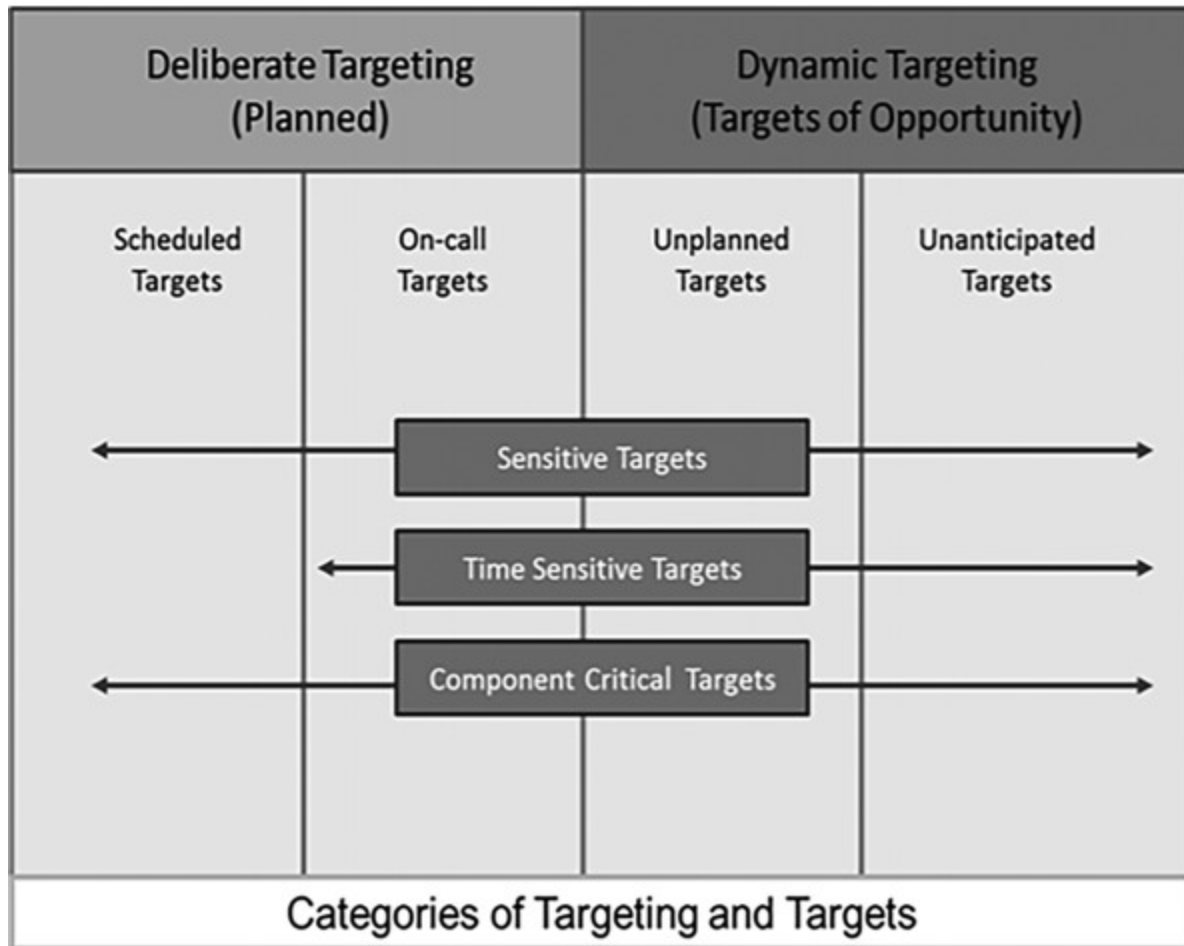 Deliberate Targeting
(Planned)
Dynamic Targeting
(Targets of Opportunity)
Scheduled
Targets
On-call
Targets
Unplanned
Targets
Unanticipated
Targets
Sensitive Targets
Time Sensitive Targets
Component Critical Targets
Categories of Targeting and Targets